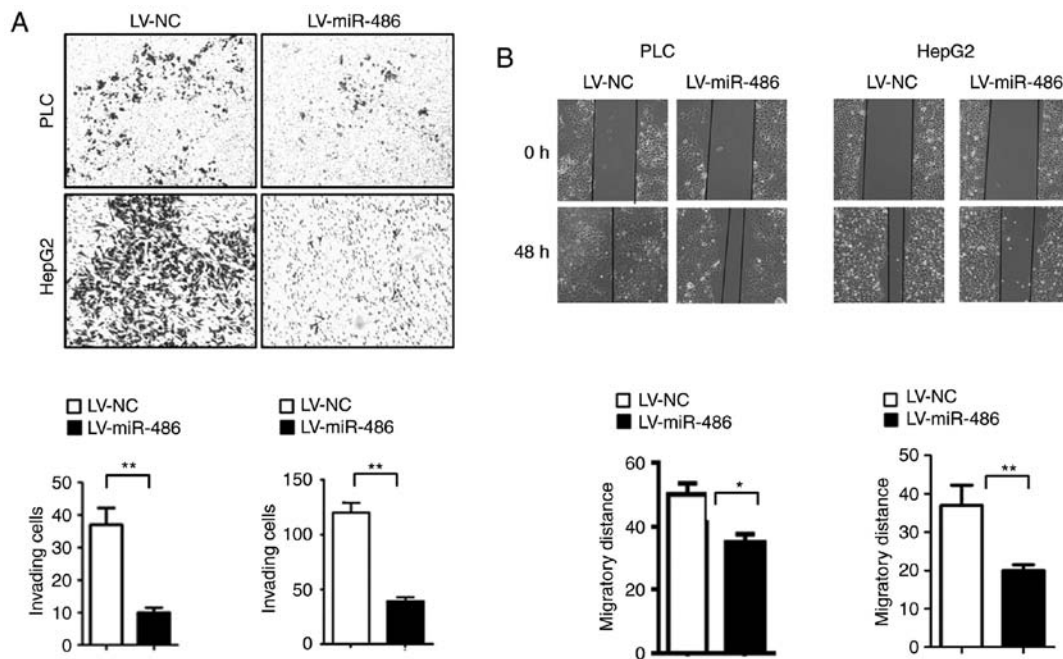 A
LV-NC LV-miR-486
PLC
HepG2
LV-NC
LV-miR-486
**
50
40
30
20
10
0
Invading cells
LV-NC
LV-miR-486
**
150
120
90
50
0
Invading cells
B
PLC HepG2
LV-NC LV-miR-486 LV-NC LV-miR-486
0 h
48 h
LV-NC
LV-miR-486
*
60
40
20
0
Migratory distance
LV-NC
LV-miR-486
**
50
40
30
20
10
0
Migratory distance